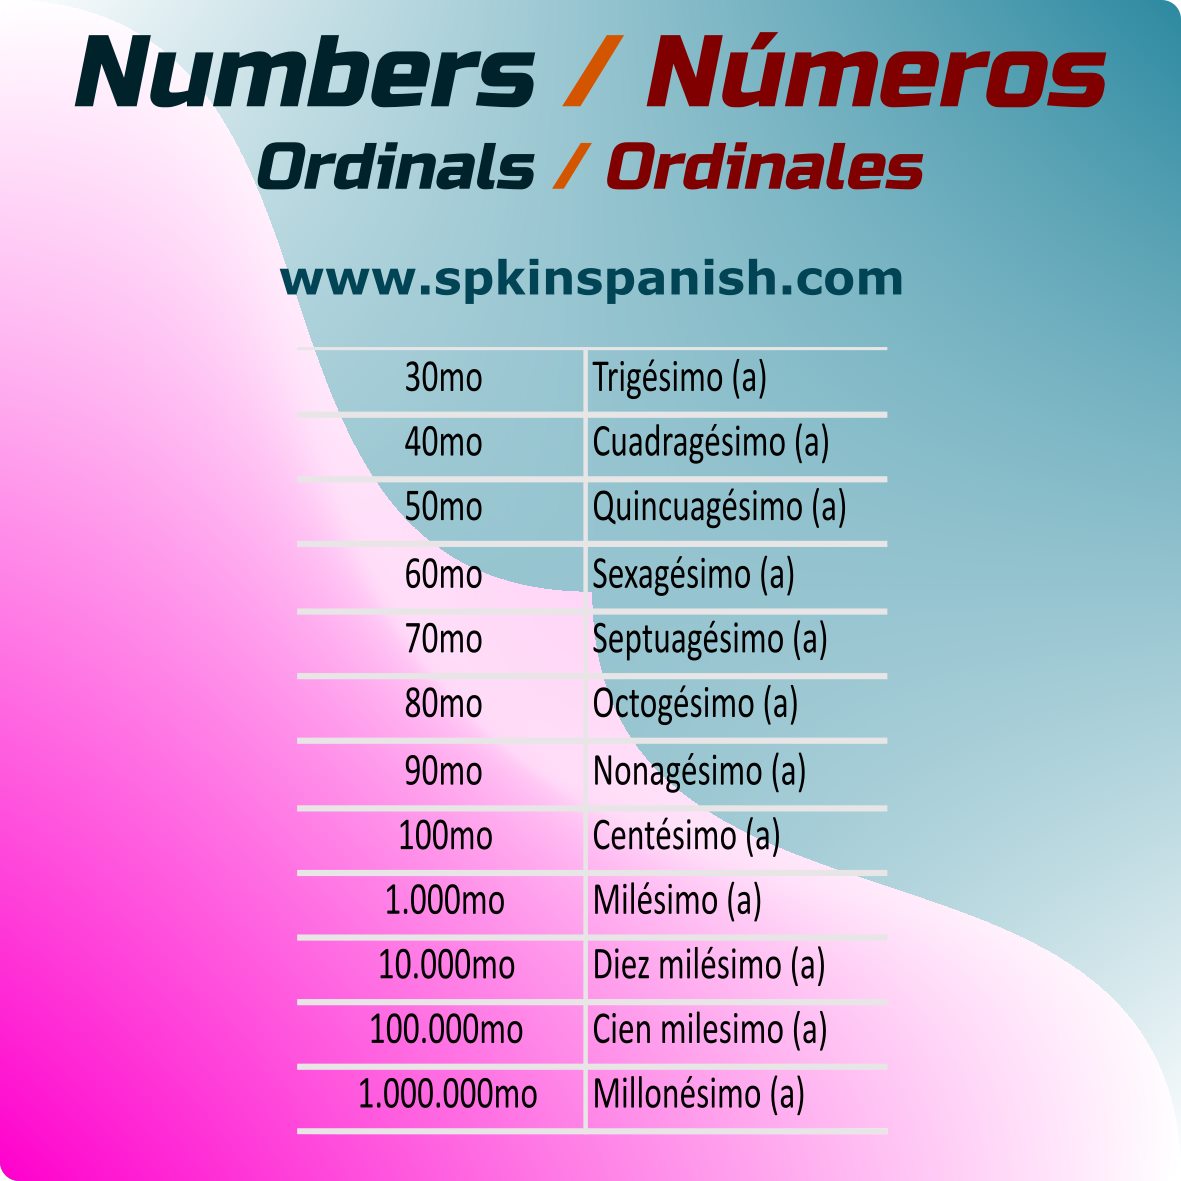 Numbers / Números
Ordinals / Ordinales
www.spkinspanish.com
30mo Trigésimo (a)
40mo Cuadragésimo (a)
50mo Quincuagésimo (a)
60mo Sexagésimo (a)
70mo Septuagésimo (a)
80mo Octogésimo (a)
90mo Nonagésimo (a)
100mo Centésimo (a)
1.000mo Milésimo (a)
10.000mo Diez milésimo (a)
100.000mo Cien milesimo (a)
1.000.000mo Millonésimo (a)